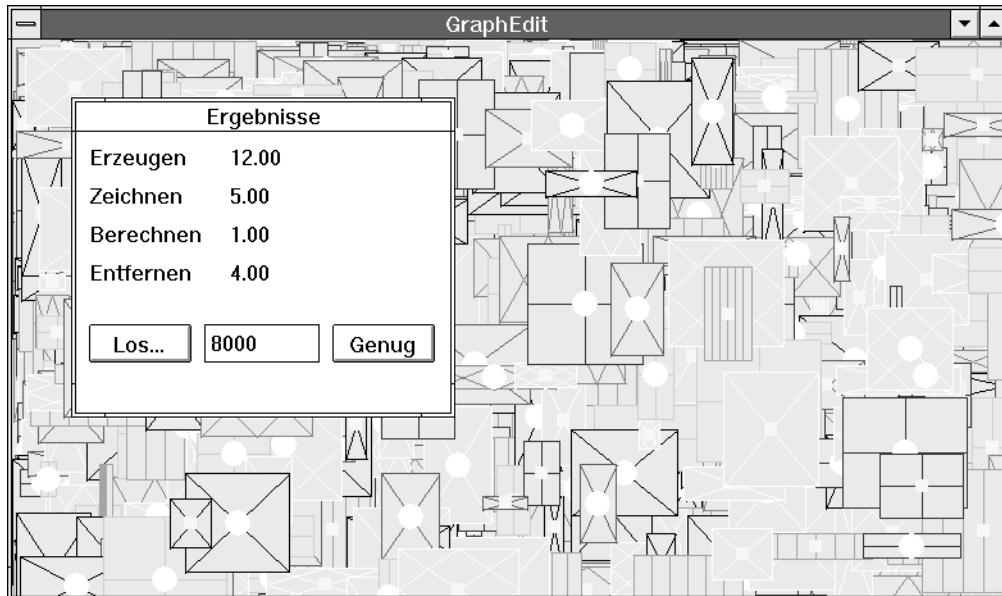 GraphEdit
Ergebnisse
Erzeugen 12.00
Zeichnen 5.00
Berechnen 1.00
Entfernen 4.00
Los... 8000 Genug